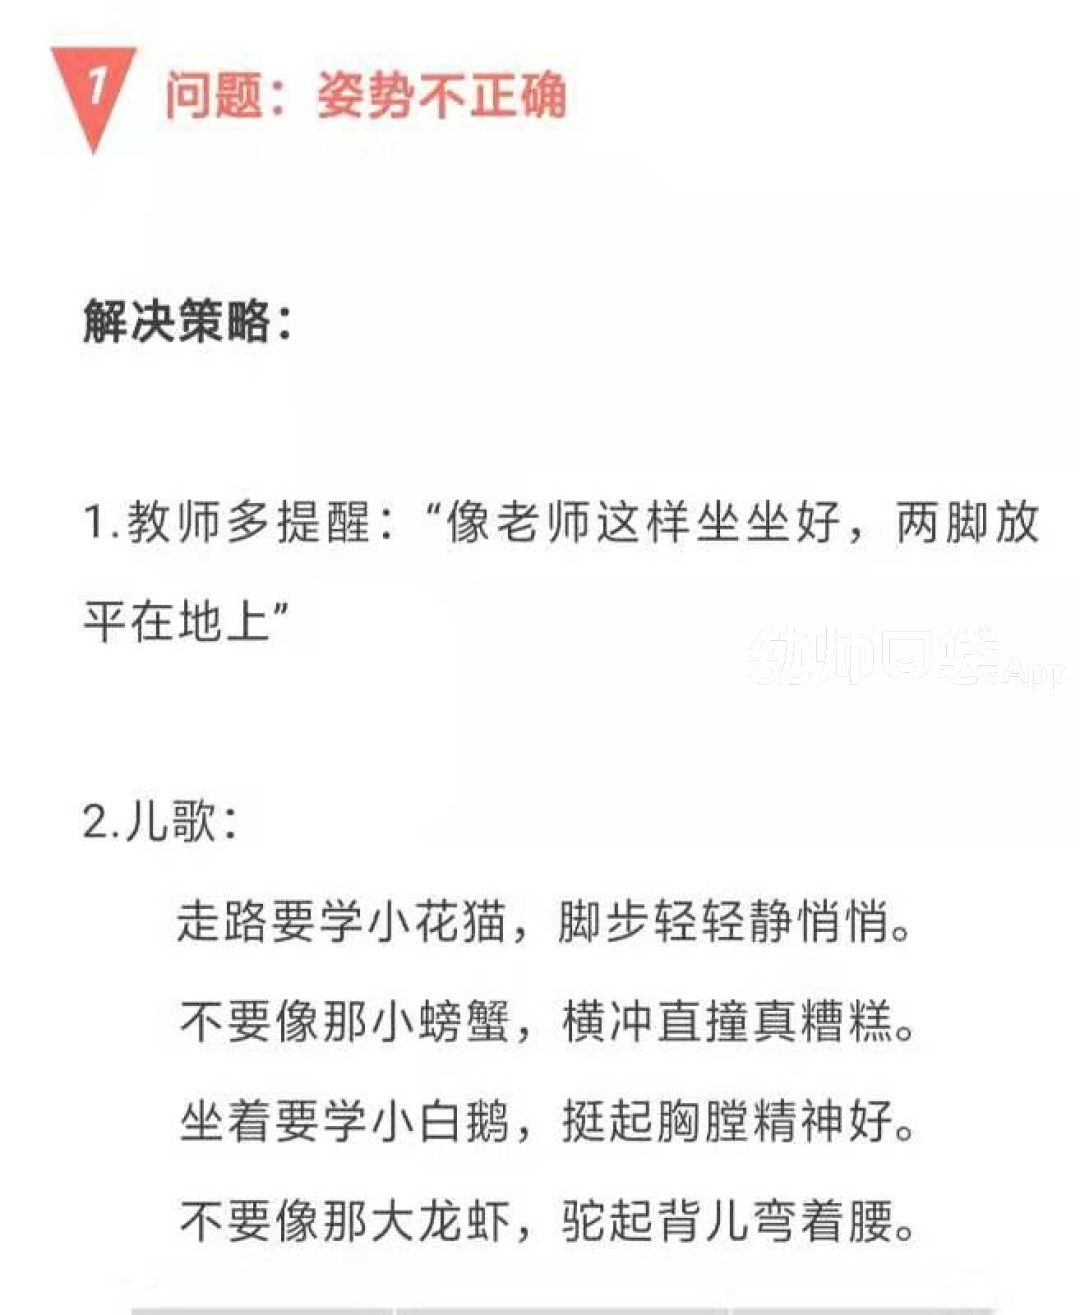 1
问题：姿势不正确
解决策略：
1.教师多提醒：“像老师这样坐坐好，两脚放
平在地上”
幼师口袋App
2.儿歌：
走路要学小花猫，脚步轻轻静悄悄。
不要像那小螃蟹，横冲直撞真糟糕。
坐着要学小白鹅，挺起胸膛精神好。
不要像那大龙虾，驼起背儿弯着腰。